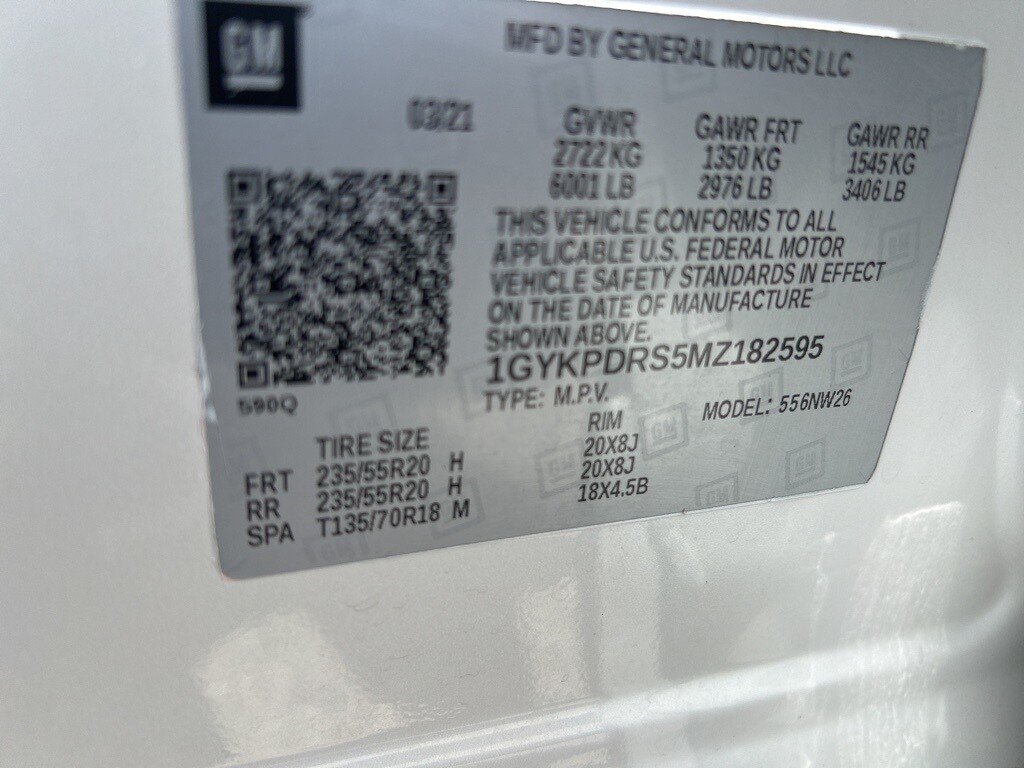 GM
MFD BY GENERAL MOTORS LLC
03/21
GVWR GAWR FRT GAWR RR
2722 KG 1350 KG 1545 KG
6001 LB 2976 LB 3406 LB
THIS VEHICLE CONFORMS TO ALL
APPLICABLE U.S. FEDERAL MOTOR
VEHICLE SAFETY STANDARDS IN EFFECT
ON THE DATE OF MANUFACTURE
SHOWN ABOVE.
1GYKPDRS5MZ182595
TYPE: M.P.V. MODEL: 556NW26
590Q
TIRE SIZE RIM
FRT 235/55R20 H 20X8J
RR 235/55R20 H 20X8J
SPA T135/70R18 M 18X4.5B